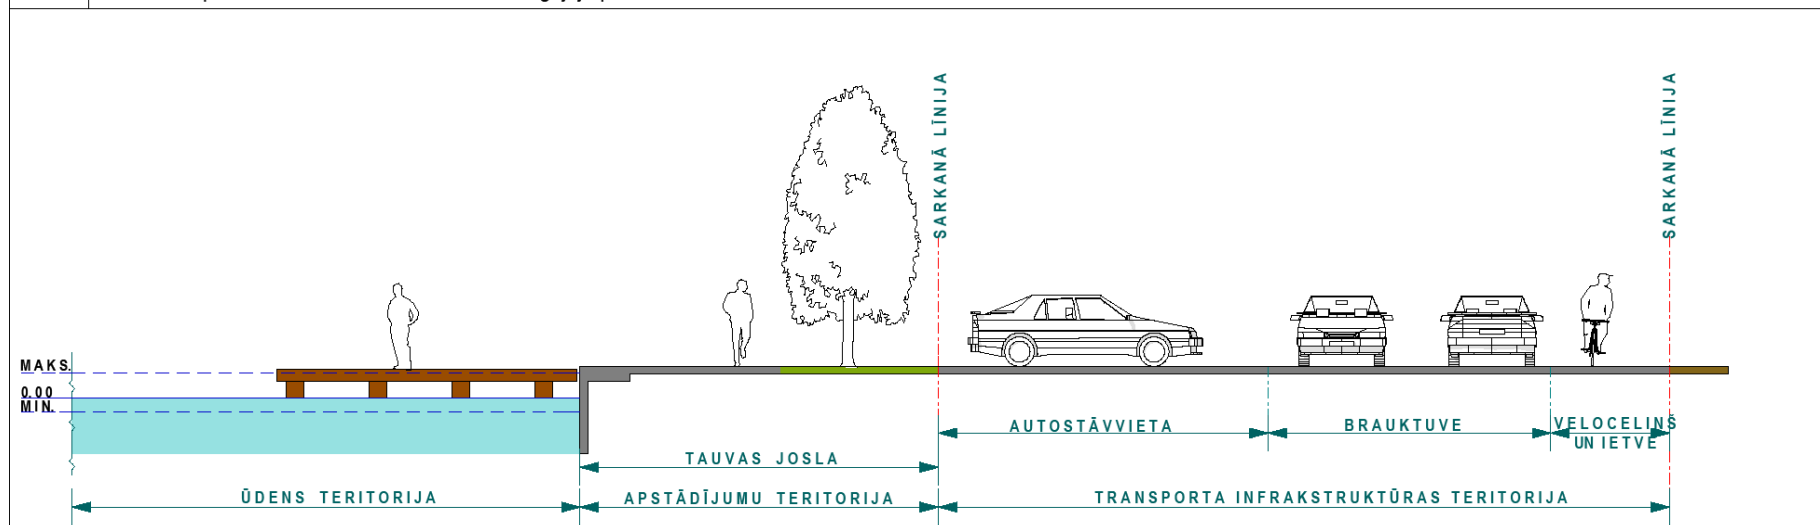 SARKANĀ LĪNIJA
SARKANĀ LĪNIJA
MAKS.
0.00
MIN.
AUTOSTĀVVIETA
BRAUKTUVE
VELOCELIŅŠ
UN IETVE
TAUVAS JOSLA
ŪDENS TERITORIJA
APSTĀDĪJUMU TERITORIJA
TRANSPORTA INFRAKSTRUKTŪRAS TERITORIJA